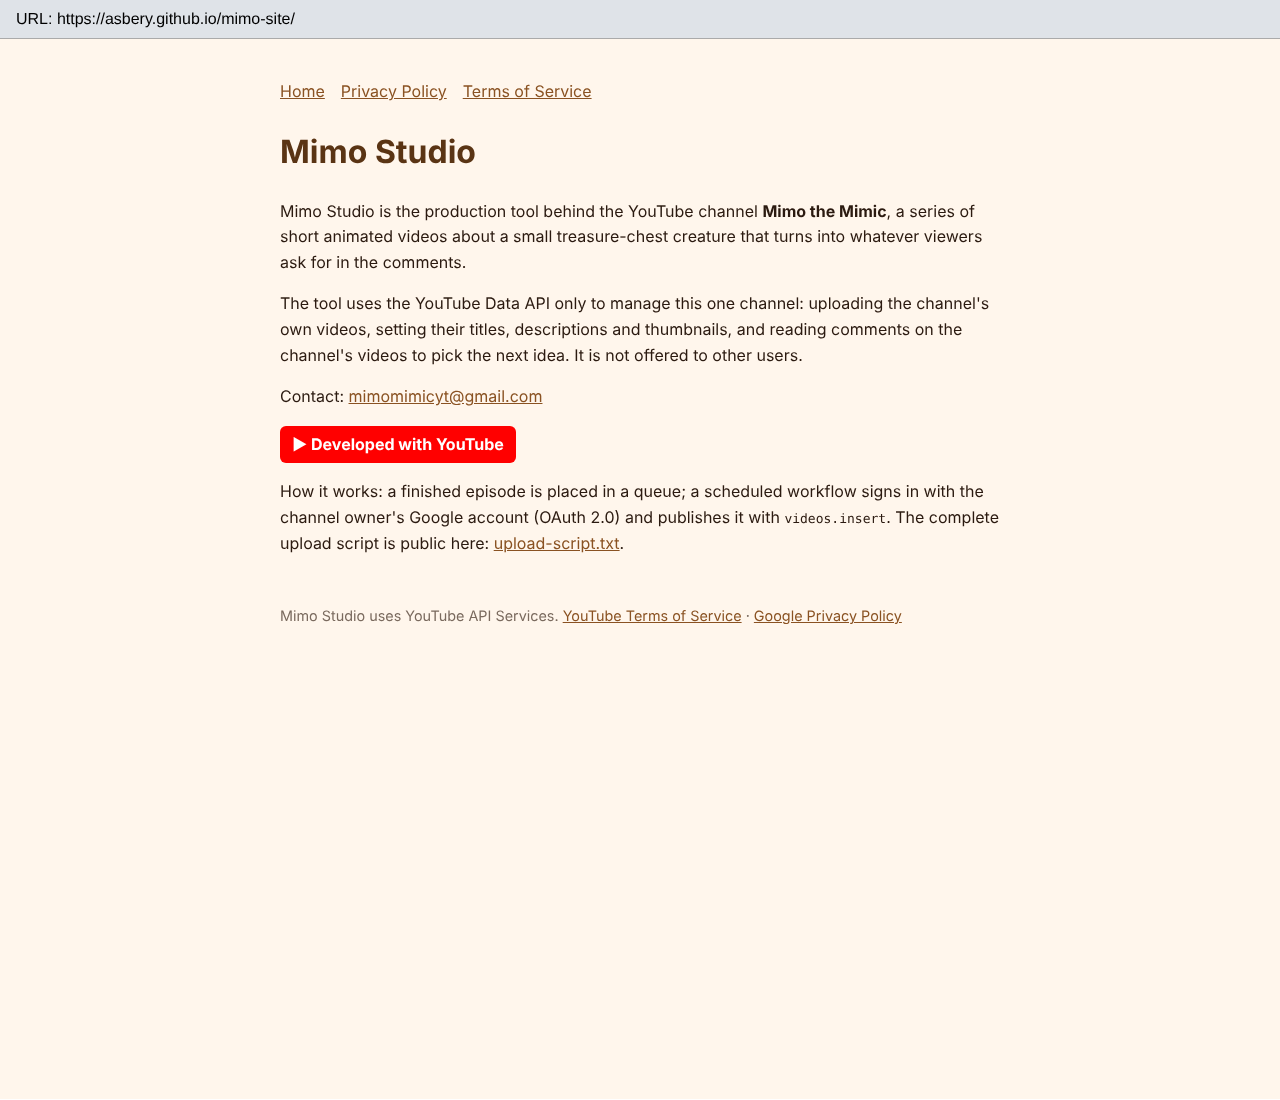 URL: https://asbery.github.io/mimo-site/
Home Privacy Policy Terms of Service
Mimo Studio
Mimo Studio is the production tool behind the YouTube channel Mimo the Mimic, a series of
short animated videos about a small treasure-chest creature that turns into whatever viewers
ask for in the comments.
The tool uses the YouTube Data API only to manage this one channel: uploading the channel's
own videos, setting their titles, descriptions and thumbnails, and reading comments on the
channel's videos to pick the next idea. It is not offered to other users.
Contact: mimomimicyt@gmail.com
▶ Developed with YouTube
How it works: a finished episode is placed in a queue; a scheduled workflow signs in with the
channel owner's Google account (OAuth 2.0) and publishes it with videos.insert. The complete
upload script is public here: upload-script.txt.
Mimo Studio uses YouTube API Services. YouTube Terms of Service · Google Privacy Policy